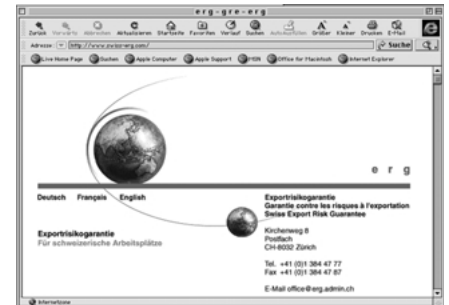 erg-gre-erg
Zurück Vorwärts Abbrechen Aktualisieren Startseite Favoriten Verlauf Suchen AutoAusfüllen Größer Kleiner Drucken E-Mail
Adresse: http://www.swiss-erg.com/ Suche
Live Home Page Suchen Apple Computer Apple Support MSN Office for Macintosh Internet Explorer
e r g
Deutsch Français English
Exportrisikogarantie
Garantie contre les risques à l'exportation
Swiss Export Risk Guarantee
Exportrisikogarantie
Für schweizerische Arbeitsplätze
Kirchenweg 8
Postfach
CH-8032 Zürich
Tel. +41 (0)1 384 47 77
Fax +41 (0)1 384 47 87
E-Mail office@erg.admin.ch
Internetzone